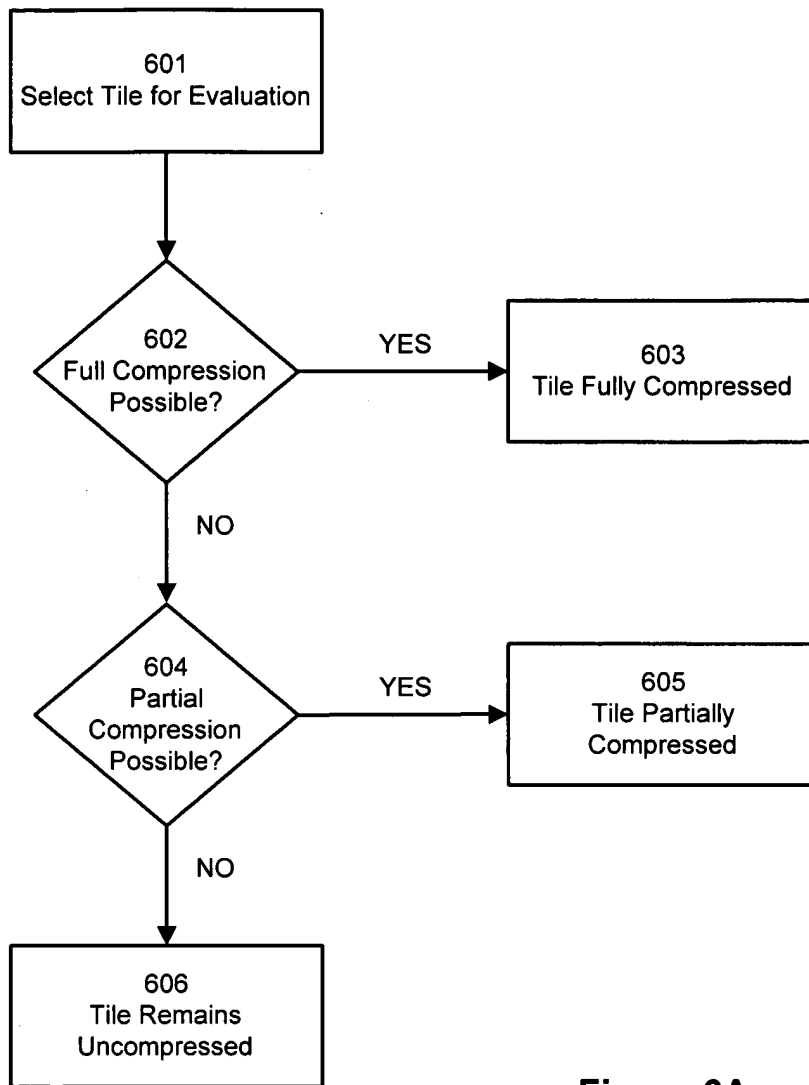 601
Select Tile for Evaluation
602
Full Compression
Possible?
YES
603
Tile Fully Compressed
NO
604
Partial
Compression
Possible?
YES
605
Tile Partially
Compressed
NO
606
Tile Remains
Uncompressed